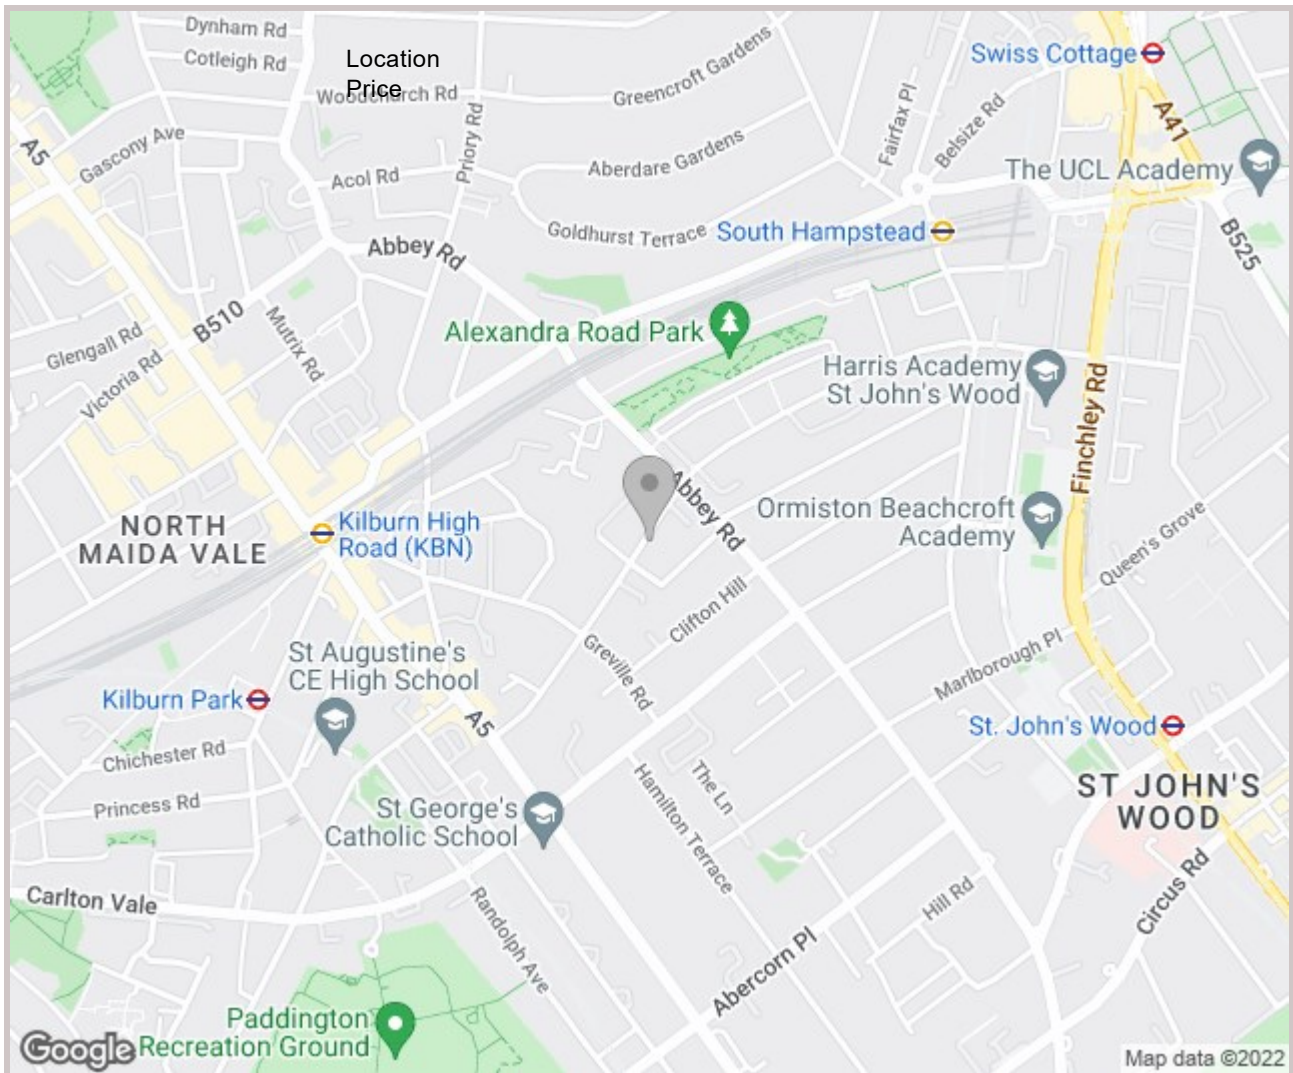 Dynham Rd
Cotleigh Rd
Location
Price
Woodchurch Rd
Priory Rd
Greencroft Gardens
Swiss Cottage
Fairfax Pl
Belsize Rd
A41
A5
Gascony Ave
Acol Rd
Aberdare Gardens
The UCL Academy
Goldhurst Terrace
South Hampstead
B525
Abbey Rd
Alexandra Road Park
B510
Mutrix Rd
Glengall Rd
Victoria Rd
Harris Academy
St John's Wood
Finchley Rd
Abbey Rd
Ormiston Beachcroft
Academy
Queen's Grove
NORTH
MAIDA VALE
Kilburn High
Road (KBN)
Clifton Hill
Greville Rd
Marlborough Pl
St Augustine's
CE High School
Kilburn Park
A5
St. John's Wood
Chichester Rd
Princess Rd
The Ln
Hamilton Terrace
ST JOHN'S
WOOD
St George's
Catholic School
Circus Rd
Carlton Vale
Randolph Ave
Hill Rd
Abercorn Pl
Paddington
Recreation Ground
Google
Map data ©2022